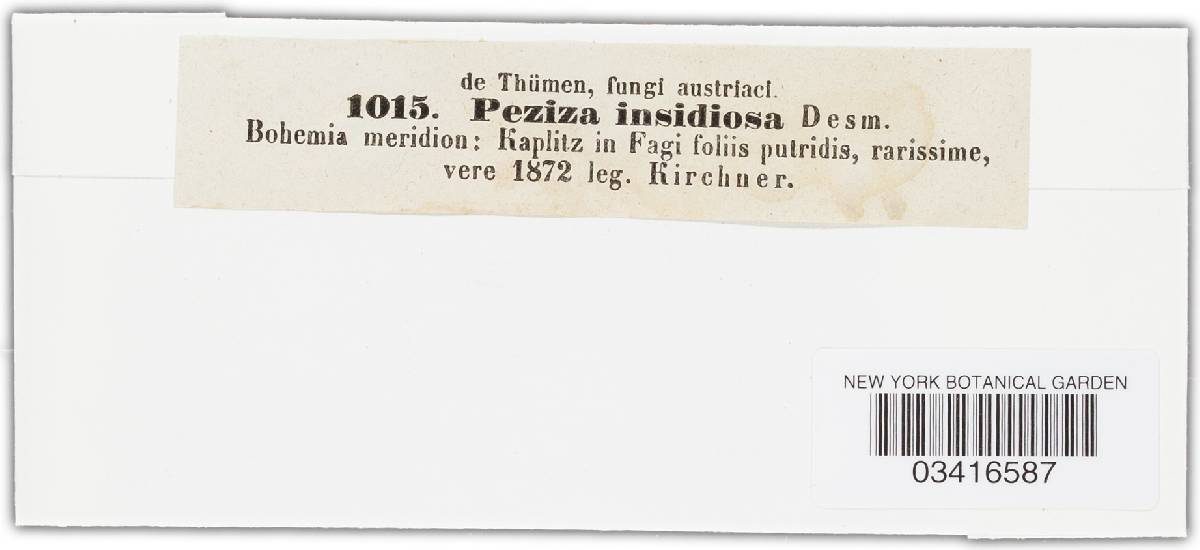 de Thümen, fungi austriaci.
1015. Peziza insidiosa Desm.
Bohemia meridion: Kaplitz in Fagi foliis putridis, rarissime,
vere 1872 leg. Kirchner.
NEW YORK BOTANICAL GARDEN
03416587